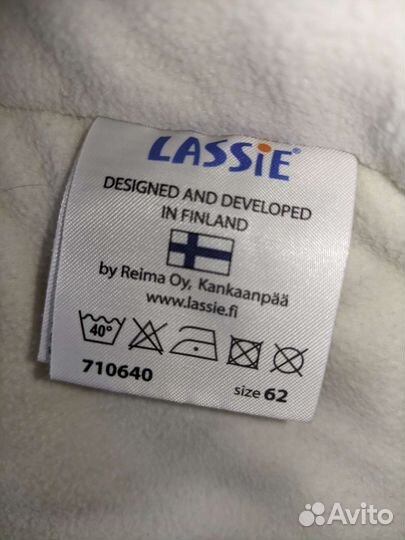 LASSiE®
DESIGNED AND DEVELOPED
IN FINLAND
by Reima Oy, Kankaanpää
www.lassie.fi
40°
710640
size 62
Avito